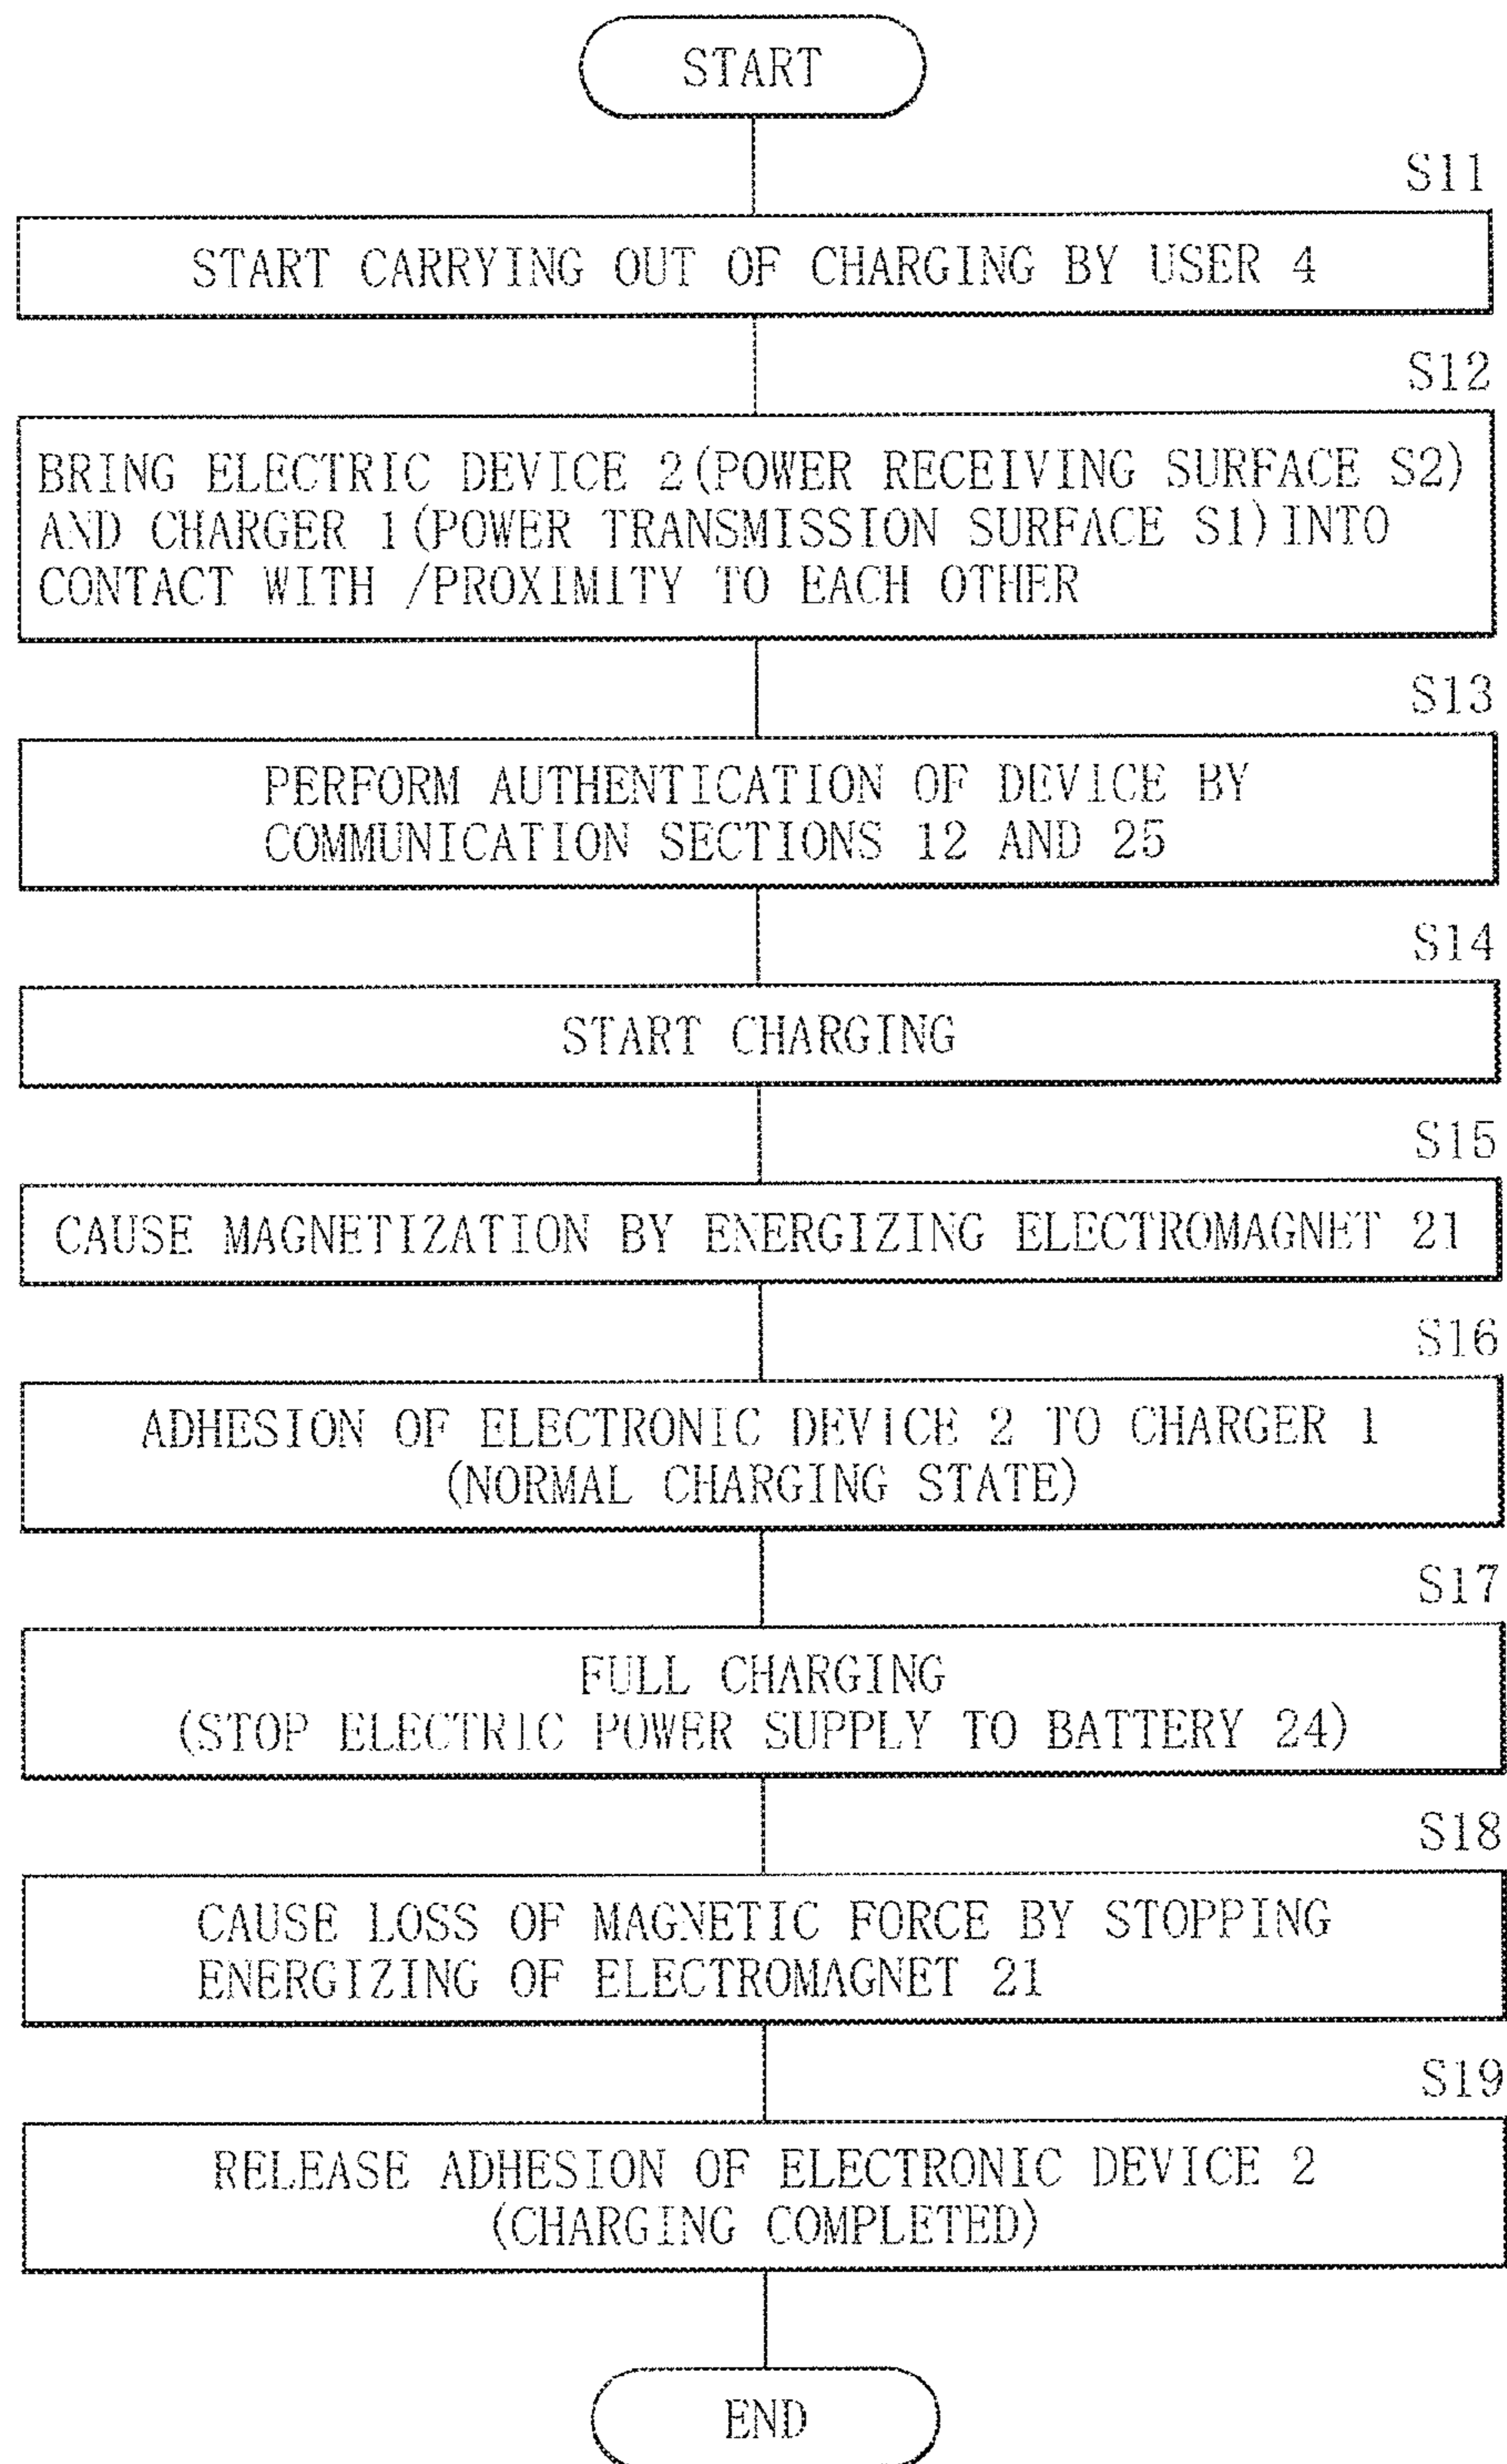 START
S11
START CARRYING OUT OF CHARGING BY USER 4
S12
BRING ELECTRIC DEVICE 2(POWER RECEIVING SURFACE S2)
AND CHARGER 1(POWER TRANSMISSION SURFACE S1)INTO
CONTACT WITH /PROXIMITY TO EACH OTHER
S13
PERFORM AUTHENTICATION OF DEVICE BY
COMMUNICATION SECTIONS 12 AND 25
S14
START CHARGING
S15
CAUSE MAGNETIZATION BY ENERGIZING ELECTROMAGNET 21
S16
ADHESION OF ELECTRONIC DEVICE 2 TO CHARGER 1
(NORMAL CHARGING STATE)
S17
FULL CHARGING
(STOP ELECTRIC POWER SUPPLY TO BATTERY 24)
S18
CAUSE LOSS OF MAGNETIC FORCE BY STOPPING
ENERGIZING OF ELECTROMAGNET 21
S19
RELEASE ADHESION OF ELECTRONIC DEVICE 2
(CHARGING COMPLETED)
END